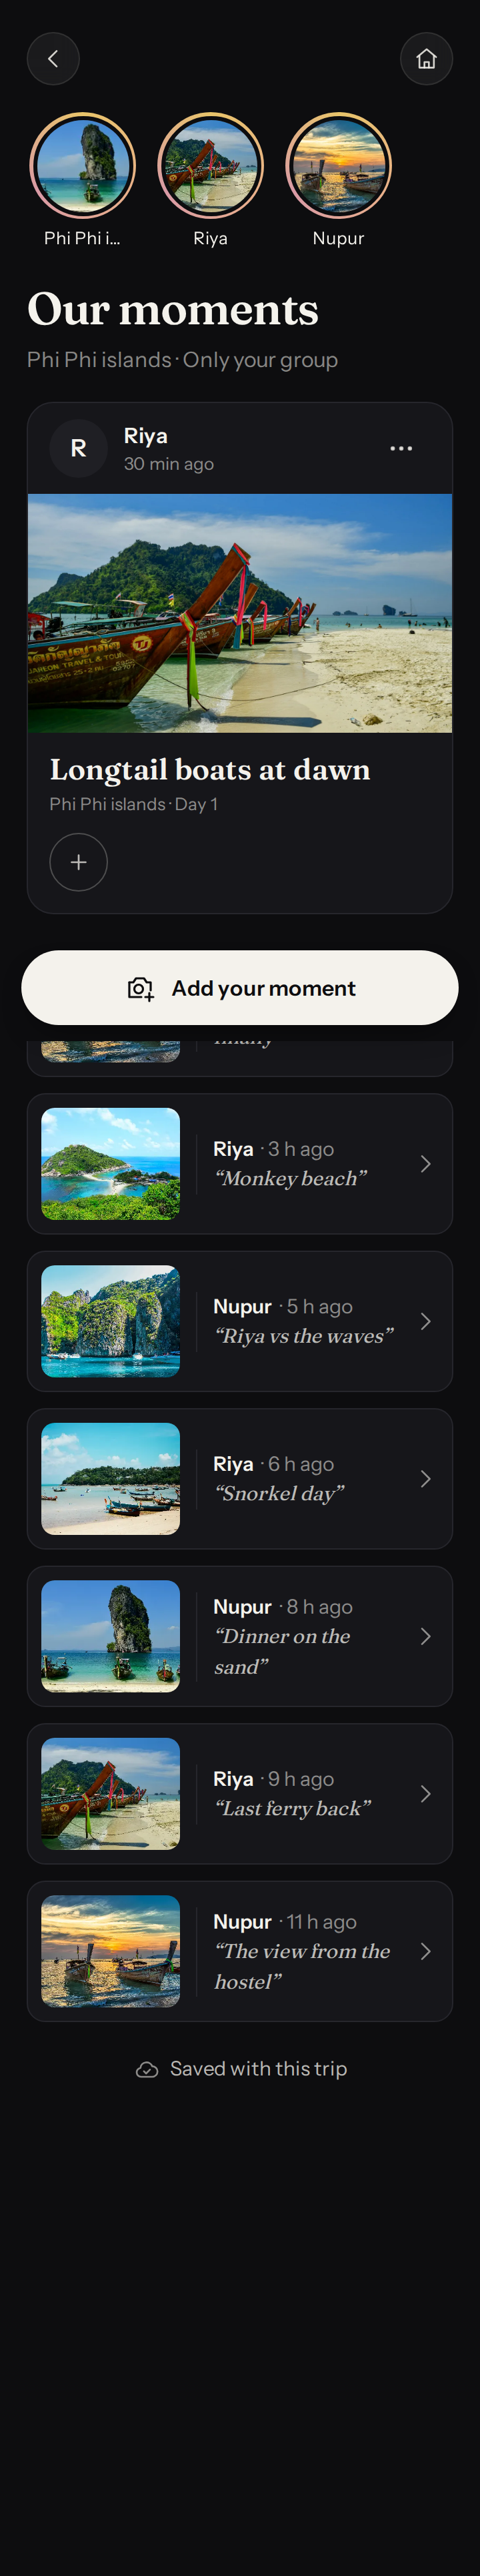 Phi Phi i...
Riya
Nupur
Our moments
Phi Phi islands · Only your group
R
Riya
30 min ago
Longtail boats at dawn
Phi Phi islands · Day 1
Add your moment
Riya · 3 h ago
“Monkey beach”
Nupur · 5 h ago
“Riya vs the waves”
Riya · 6 h ago
“Snorkel day”
Nupur · 8 h ago
“Dinner on the
sand”
Riya · 9 h ago
“Last ferry back”
Nupur · 11 h ago
“The view from the
hostel”
Saved with this trip